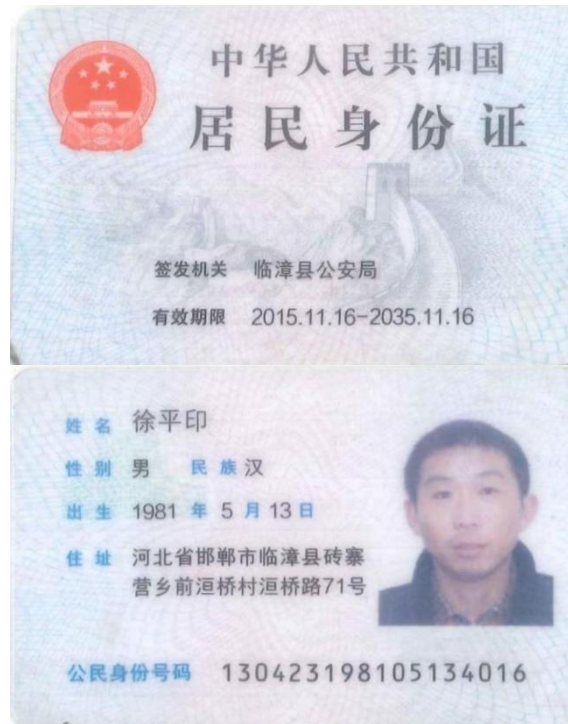 中华人民共和国
居民身份证
签发机关 临漳县公安局
有效期限 2015.11.16-2035.11.16
姓名 徐平印
性别 男 民族 汉
出生 1981 年 5 月 13 日
住址 河北省邯郸市临漳县砖寨
营乡前洹桥村洹桥路71号
公民身份号码 130423198105134016